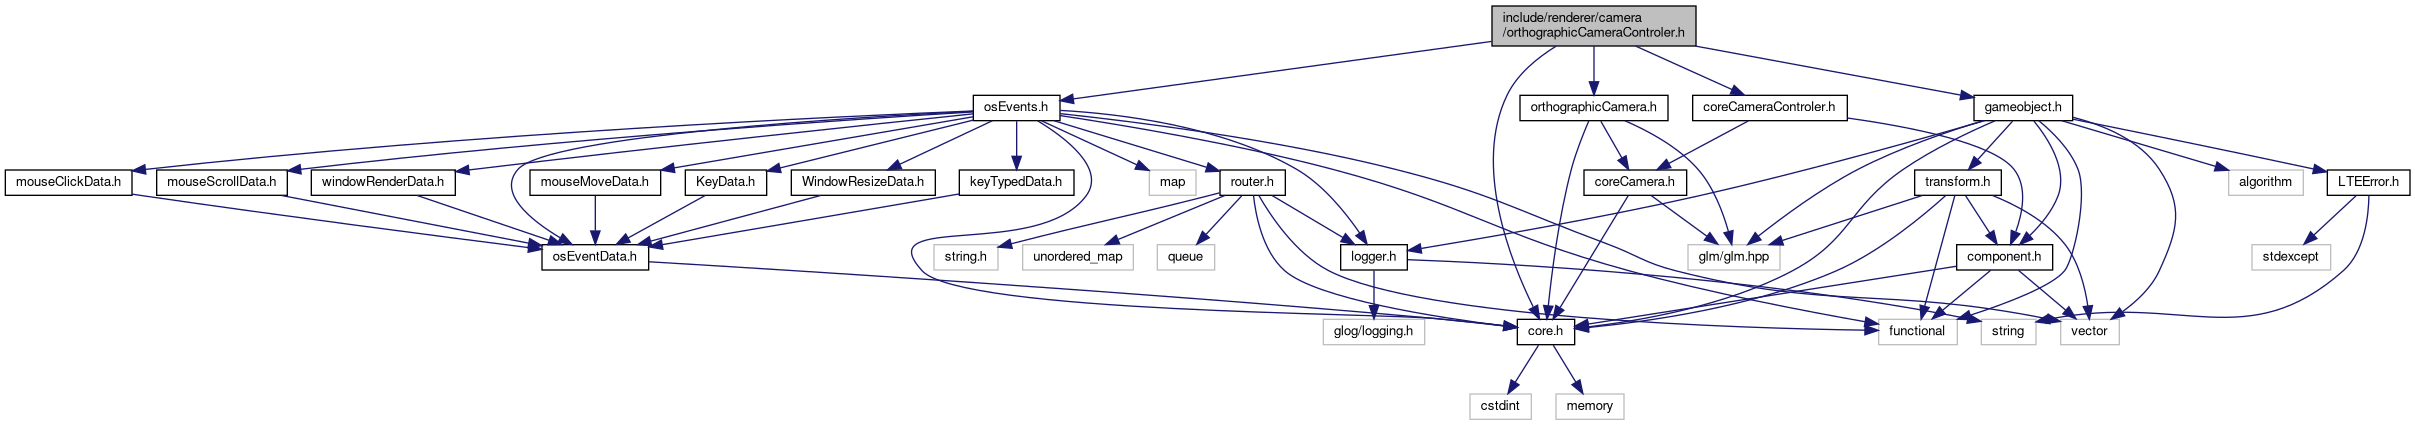 include/renderer/camera
/orthographicCameraControler.h
osEvents.h
orthographicCamera.h
coreCameraControler.h
gameobject.h
mouseClickData.h
mouseScrollData.h
windowRenderData.h
mouseMoveData.h
KeyData.h
WindowResizeData.h
keyTypedData.h
map
router.h
coreCamera.h
transform.h
algorithm
LTEError.h
osEventData.h
string.h
unordered_map
queue
logger.h
glm/glm.hpp
component.h
stdexcept
glog/logging.h
core.h
functional
string
vector
cstdint
memory